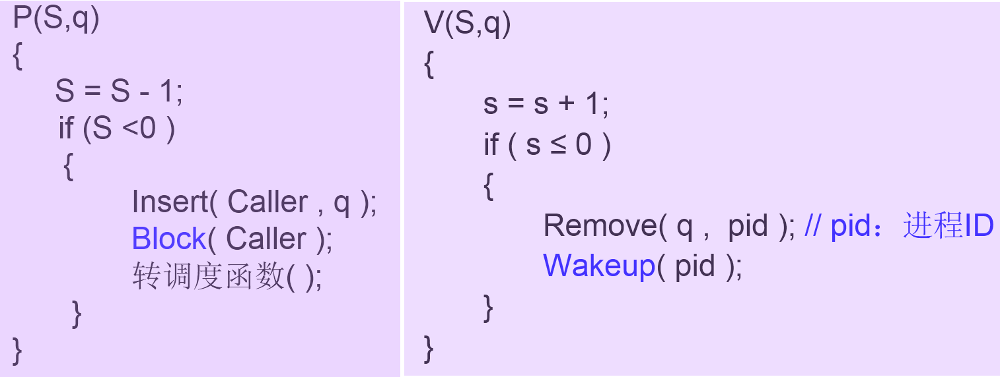 P(S,q)
{
S = S - 1;
if (S <0 )
{
Insert( Caller , q );
Block( Caller );
转调度函数( );
}
}
V(S,q)
{
s = s + 1;
if ( s ≤ 0 )
{
Remove( q , pid ); // pid：进程ID
Wakeup( pid );
}
}